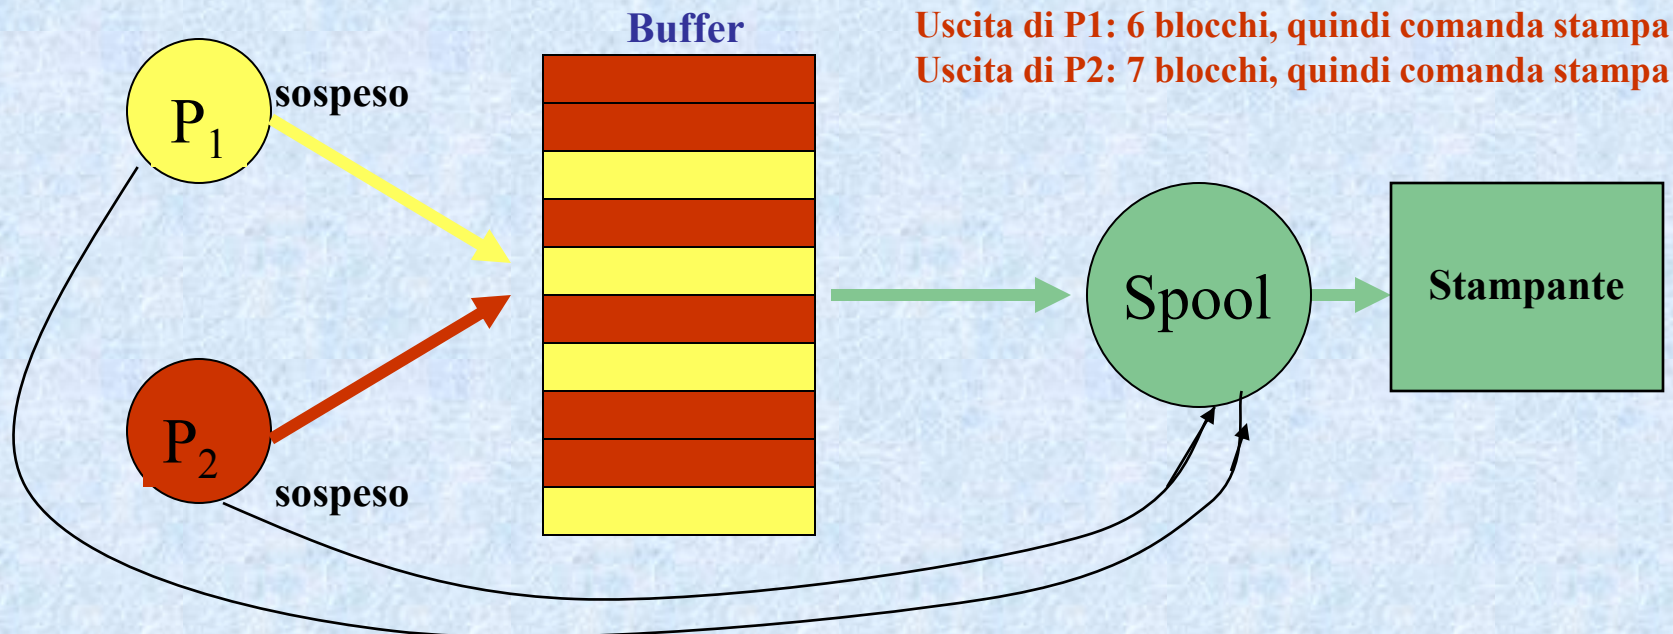 Buffer
Uscita di P1: 6 blocchi, quindi comanda stampa
Uscita di P2: 7 blocchi, quindi comanda stampa
sospeso
P1
Spool
Stampante
P2
sospeso